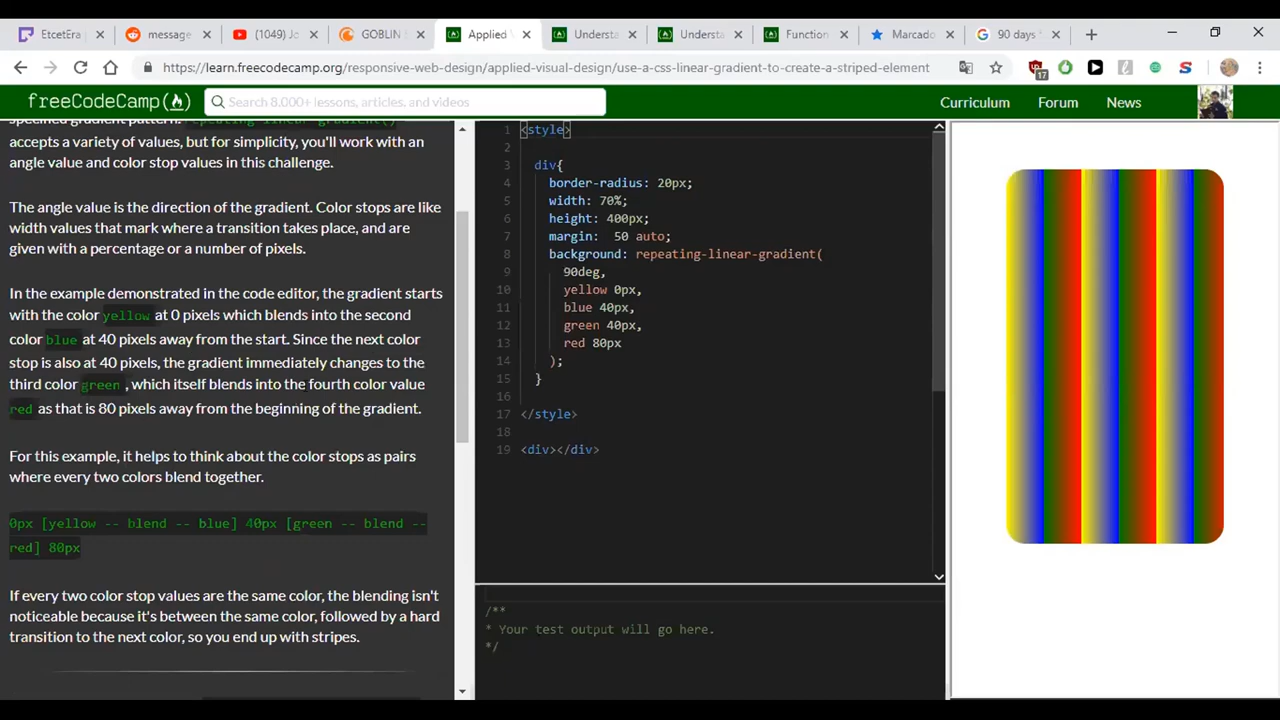 EtcetEra
message
(1049) Jo
GOBLIN
Applied V
Understa
Understa
Function
Marcado
90 days
https://learn.freecodecamp.org/responsive-web-design/applied-visual-design/use-a-css-linear-gradient-to-create-a-striped-element
17
freeCodeCamp
Search 8,000+ lessons, articles, and videos
Curriculum Forum News
accepts a variety of values, but for simplicity, you'll work with an
angle value and color stop values in this challenge.
The angle value is the direction of the gradient. Color stops are like
width values that mark where a transition takes place, and are
given with a percentage or a number of pixels.
In the example demonstrated in the code editor, the gradient starts
with the color yellow at 0 pixels which blends into the second
color blue at 40 pixels away from the start. Since the next color
stop is also at 40 pixels, the gradient immediately changes to the
third color green , which itself blends into the fourth color value
red as that is 80 pixels away from the beginning of the gradient.
For this example, it helps to think about the color stops as pairs
where every two colors blend together.
0px [yellow -- blend -- blue] 40px [green -- blend --
red] 80px
If every two color stop values are the same color, the blending isn't
noticeable because it's between the same color, followed by a hard
transition to the next color, so you end up with stripes.
1 <style>
2
3 div{
4 border-radius: 20px;
5 width: 70%;
6 height: 400px;
7 margin: 50 auto;
8 background: repeating-linear-gradient(
9 90deg,
10 yellow 0px,
11 blue 40px,
12 green 40px,
13 red 80px
14 );
15 }
16
17 </style>
18
19 <div></div>
/**
* Your test output will go here.
*/